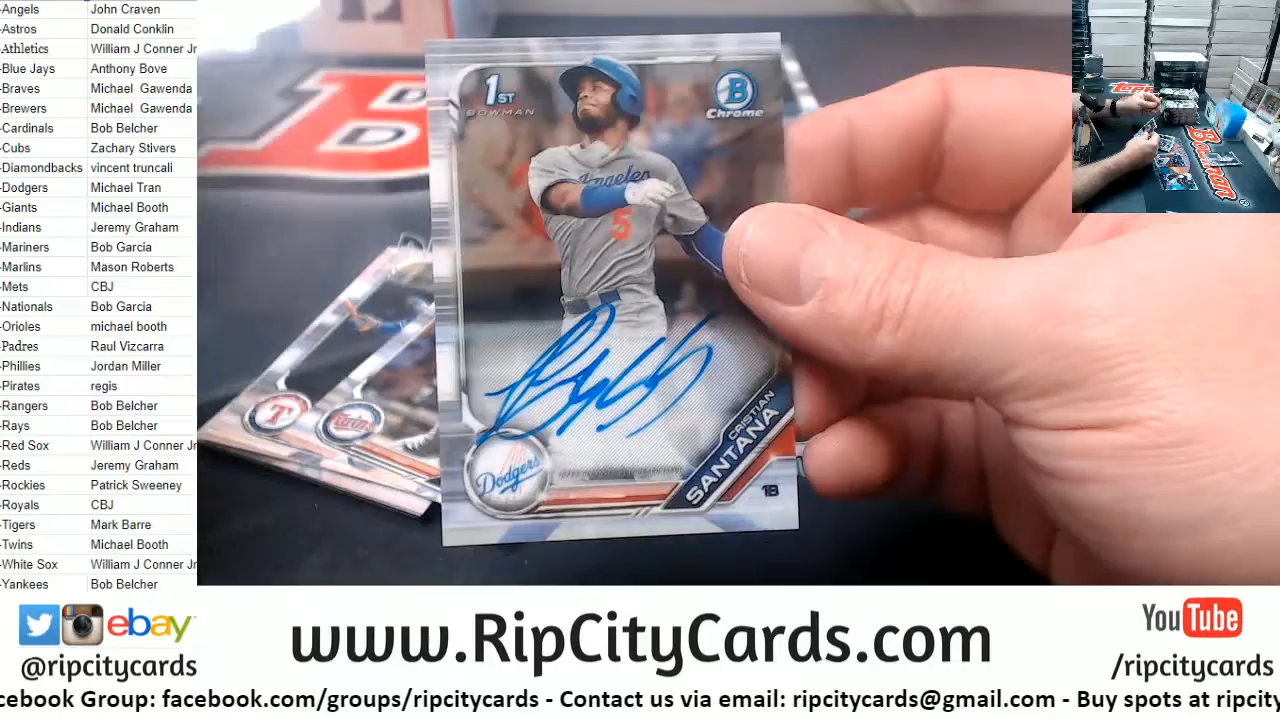 -Angels John Craven
-Astros Donald Conklin
-Athletics William J Conner Jr
-Blue Jays Anthony Bove
-Braves Michael Gawenda
-Brewers Michael Gawenda
-Cardinals Bob Belcher
-Cubs Zachary Stivers
-Diamondbacks vincent truncali
-Dodgers Michael Tran
-Giants Michael Booth
-Indians Jeremy Graham
-Mariners Bob Garcia
-Marlins Mason Roberts
-Mets CBJ
-Nationals Bob Garcia
-Orioles michael booth
-Padres Raul Vizcarra
-Phillies Jordan Miller
-Pirates regis
-Rangers Bob Belcher
-Rays Bob Belcher
-Red Sox William J Conner Jr
-Reds Jeremy Graham
-Rockies Patrick Sweeney
-Royals CBJ
-Tigers Mark Barre
-Twins Michael Booth
-White Sox William J Conner Jr
-Yankees Bob Belcher
1ST
BOWMAN
B
Chrome
Angeles
5
Dodgers
CRISTIAN
SANTANA
1B
T
Twins
Topps
Bowman
ebay
@ripcitycards
www.RipCityCards.com
YouTube
/ripcitycards
cebook Group: facebook.com/groups/ripcitycards - Contact us via email: ripcitycards@gmail.com - Buy spots at ripcity